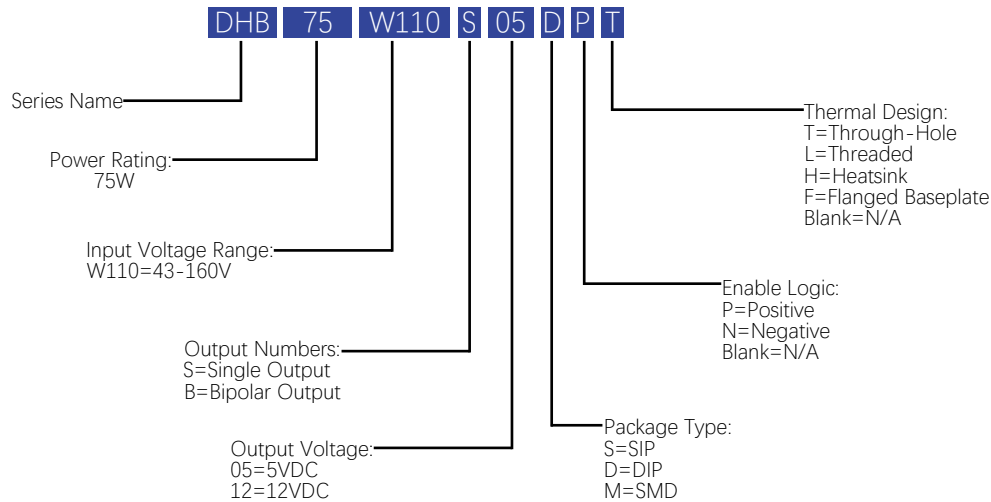 DHB 75 W110 S 05 D P T
Series Name
Power Rating:
75W
Input Voltage Range:
W110=43-160V
Output Numbers:
S=Single Output
B=Bipolar Output
Output Voltage:
05=5VDC
12=12VDC
Thermal Design:
T=Through-Hole
L=Threaded
H=Heatsink
F=Flanged Baseplate
Blank=N/A
Enable Logic:
P=Positive
N=Negative
Blank=N/A
Package Type:
S=SIP
D=DIP
M=SMD